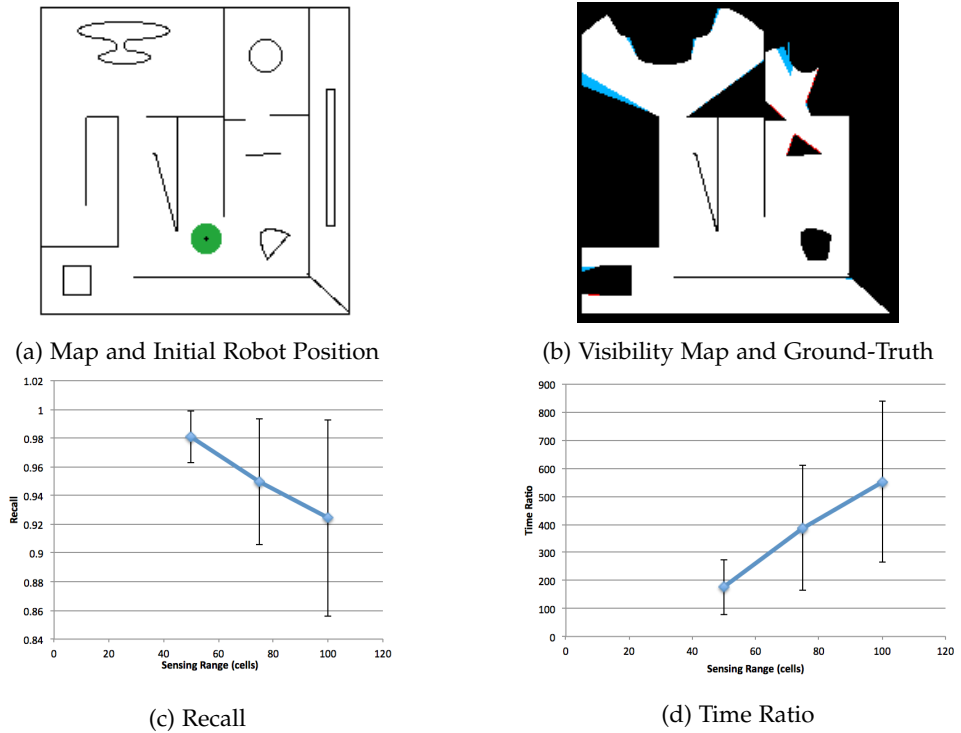 (a) Map and Initial Robot Position
(b) Visibility Map and Ground-Truth
1.02
1
0.98
0.96
0.94
0.92
0.9
0.88
0.86
0.84
Recall
0 20 40 60 80 100 120
Sensing Range (cells)
(c) Recall
900
800
700
600
500
400
300
200
100
0
Time Ratio
0 20 40 60 80 100 120
Sensing Range (cells)
(d) Time Ratio